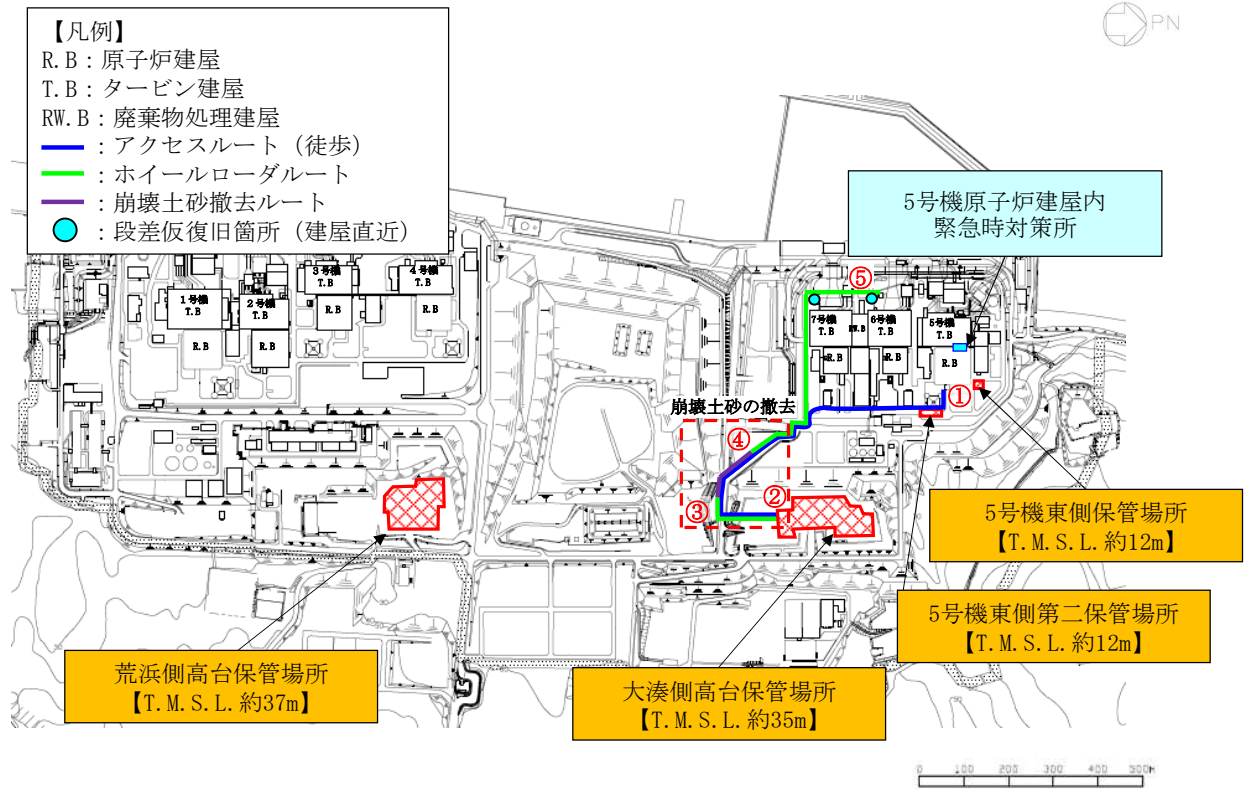 PN
【凡例】
R.B：原子炉建屋
T.B：タービン建屋
RW.B：廃棄物処理建屋
：アクセスルート（徒歩）
：ホイールローダルート
：崩壊土砂撤去ルート
：段差仮復旧箇所（建屋直近）
5号機原子炉建屋内
緊急時対策所
1号機
T.B
R.B
2号機
T.B
R.B
3号機
T.B
R.B
4号機
T.B
R.B
⑤
7号機
T.B
RW.B
6号機
T.B
5号機
T.B
R.B
R.B
R.B
①
崩壊土砂の撤去
④
②
③
5号機東側保管場所
【T.M.S.L.約12m】
5号機東側第二保管場所
【T.M.S.L.約12m】
荒浜側高台保管場所
【T.M.S.L.約37m】
大湊側高台保管場所
【T.M.S.L.約35m】
0 100 200 300 400 500m